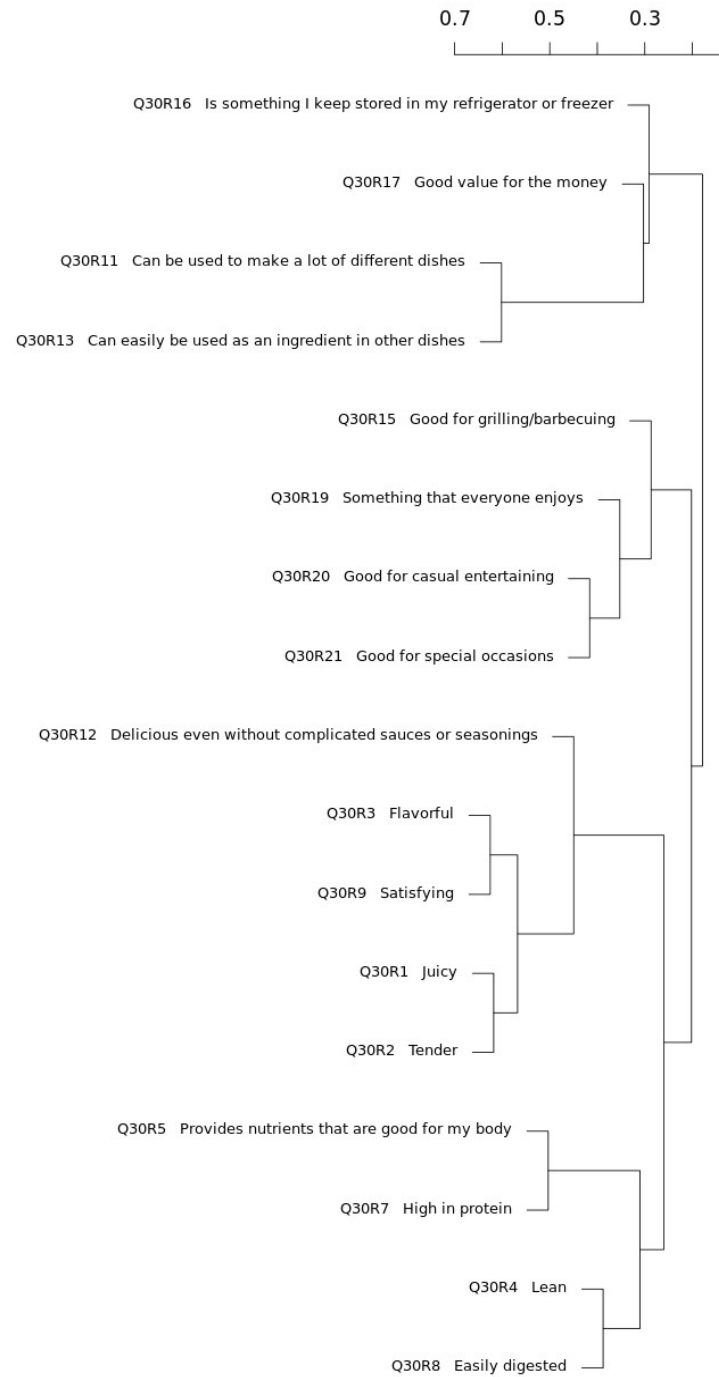 0.7 0.5 0.3
Q30R16 Is something I keep stored in my refrigerator or freezer
Q30R17 Good value for the money
Q30R11 Can be used to make a lot of different dishes
Q30R13 Can easily be used as an ingredient in other dishes
Q30R15 Good for grilling/barbecuing
Q30R19 Something that everyone enjoys
Q30R20 Good for casual entertaining
Q30R21 Good for special occasions
Q30R12 Delicious even without complicated sauces or seasonings
Q30R3 Flavorful
Q30R9 Satisfying
Q30R1 Juicy
Q30R2 Tender
Q30R5 Provides nutrients that are good for my body
Q30R7 High in protein
Q30R4 Lean
Q30R8 Easily digested